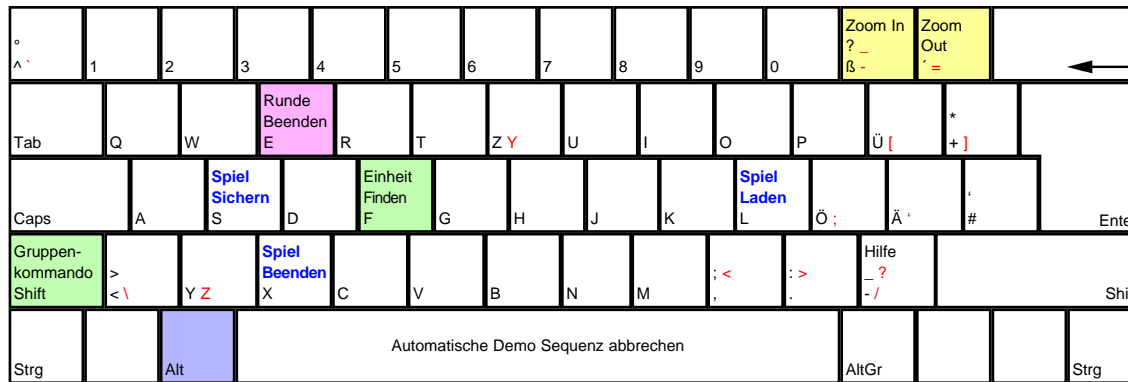 ° Zoom In Zoom
? _ Out
^ ` 1 2 3 4 5 6 7 8 9 0 ß - ´ =
Runde
Beenden *
Tab Q W E R T Z Y U I O P Ü [ + ]
Spiel Einheit Spiel
Sichern Finden Laden ‘
Caps A S D F G H J K L Ö ; Ä ‘ # Ente
Gruppen- Spiel Hilfe
kommando > Beenden ; < : > _ ?
Shift < \ Y Z X C V B N M , . - / Shi
Automatische Demo Sequenz abbrechen
Strg Alt AltGr Strg